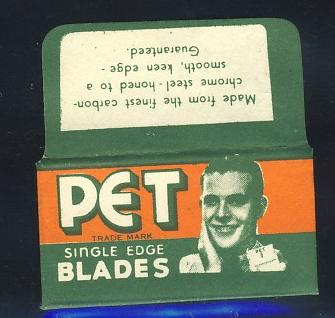 Made from the finest carbon-
chrome steel - honed to a
smooth, keen edge -
Guaranteed.
PET
TRADE MARK
SINGLE EDGE
BLADES
PET